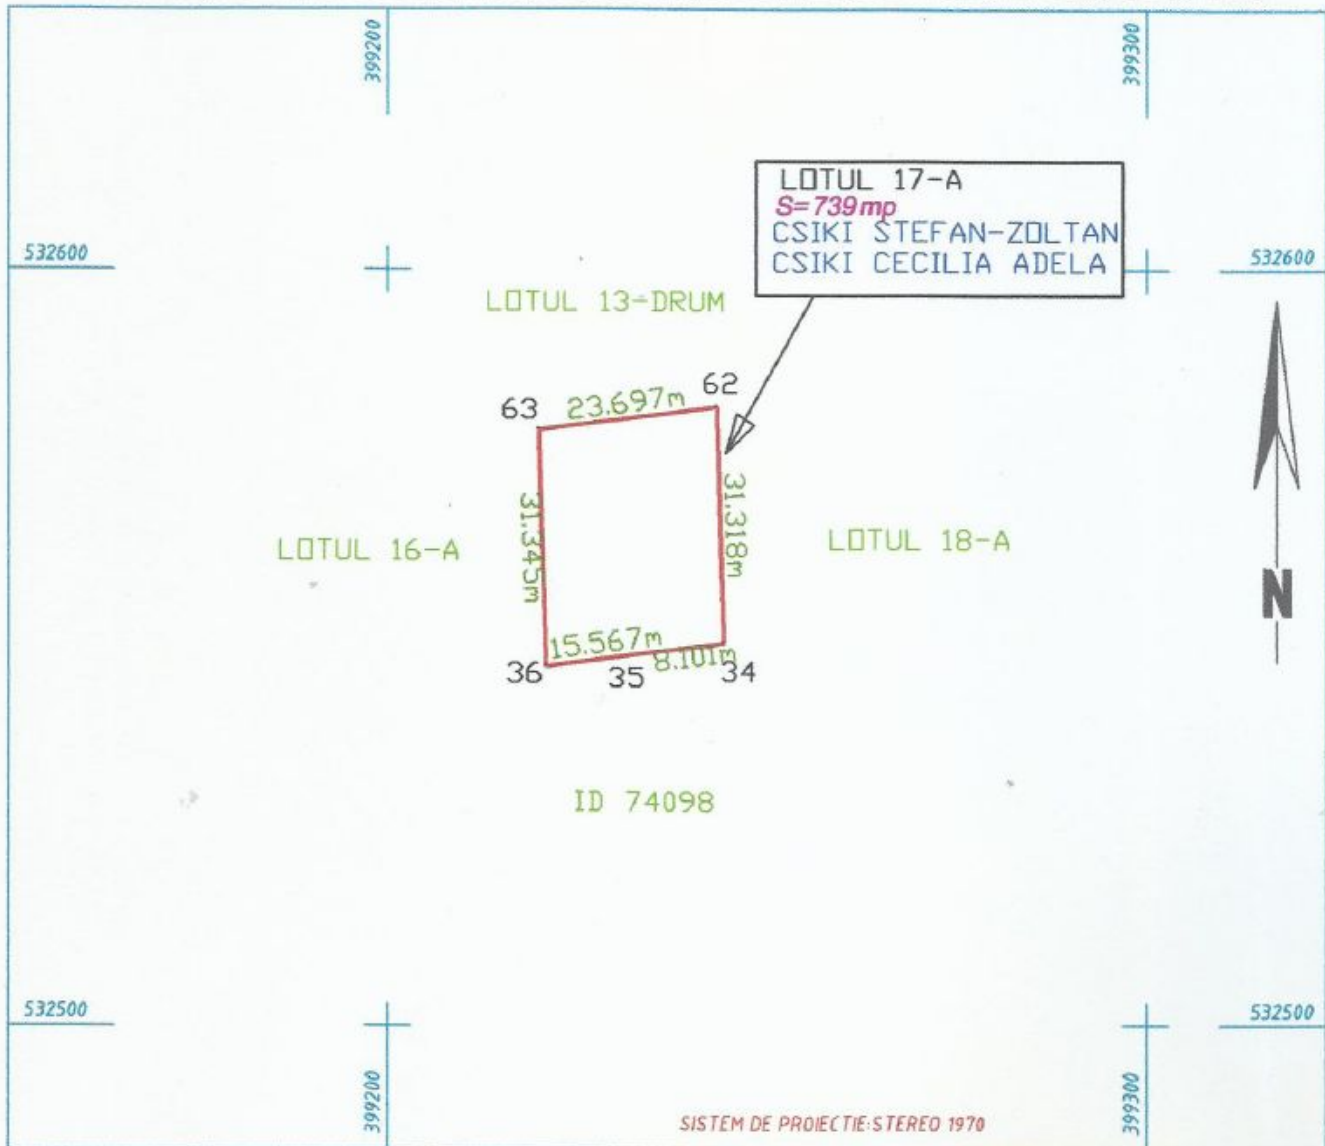 399200
399300
LOTUL 17-A
S=739mp
CSIKI STEFAN-ZOLTAN
CSIKI CECILIA ADELA
532600
532600
LOTUL 13-DRUM
62
63
23.697m
31.318m
31.345m
LOTUL 16-A
LOTUL 18-A
N
15.567m
8.101m
36
35
34
ID 74098
532500
532500
399200
399300
SISTEM DE PROIECTIE:STEREO 1970